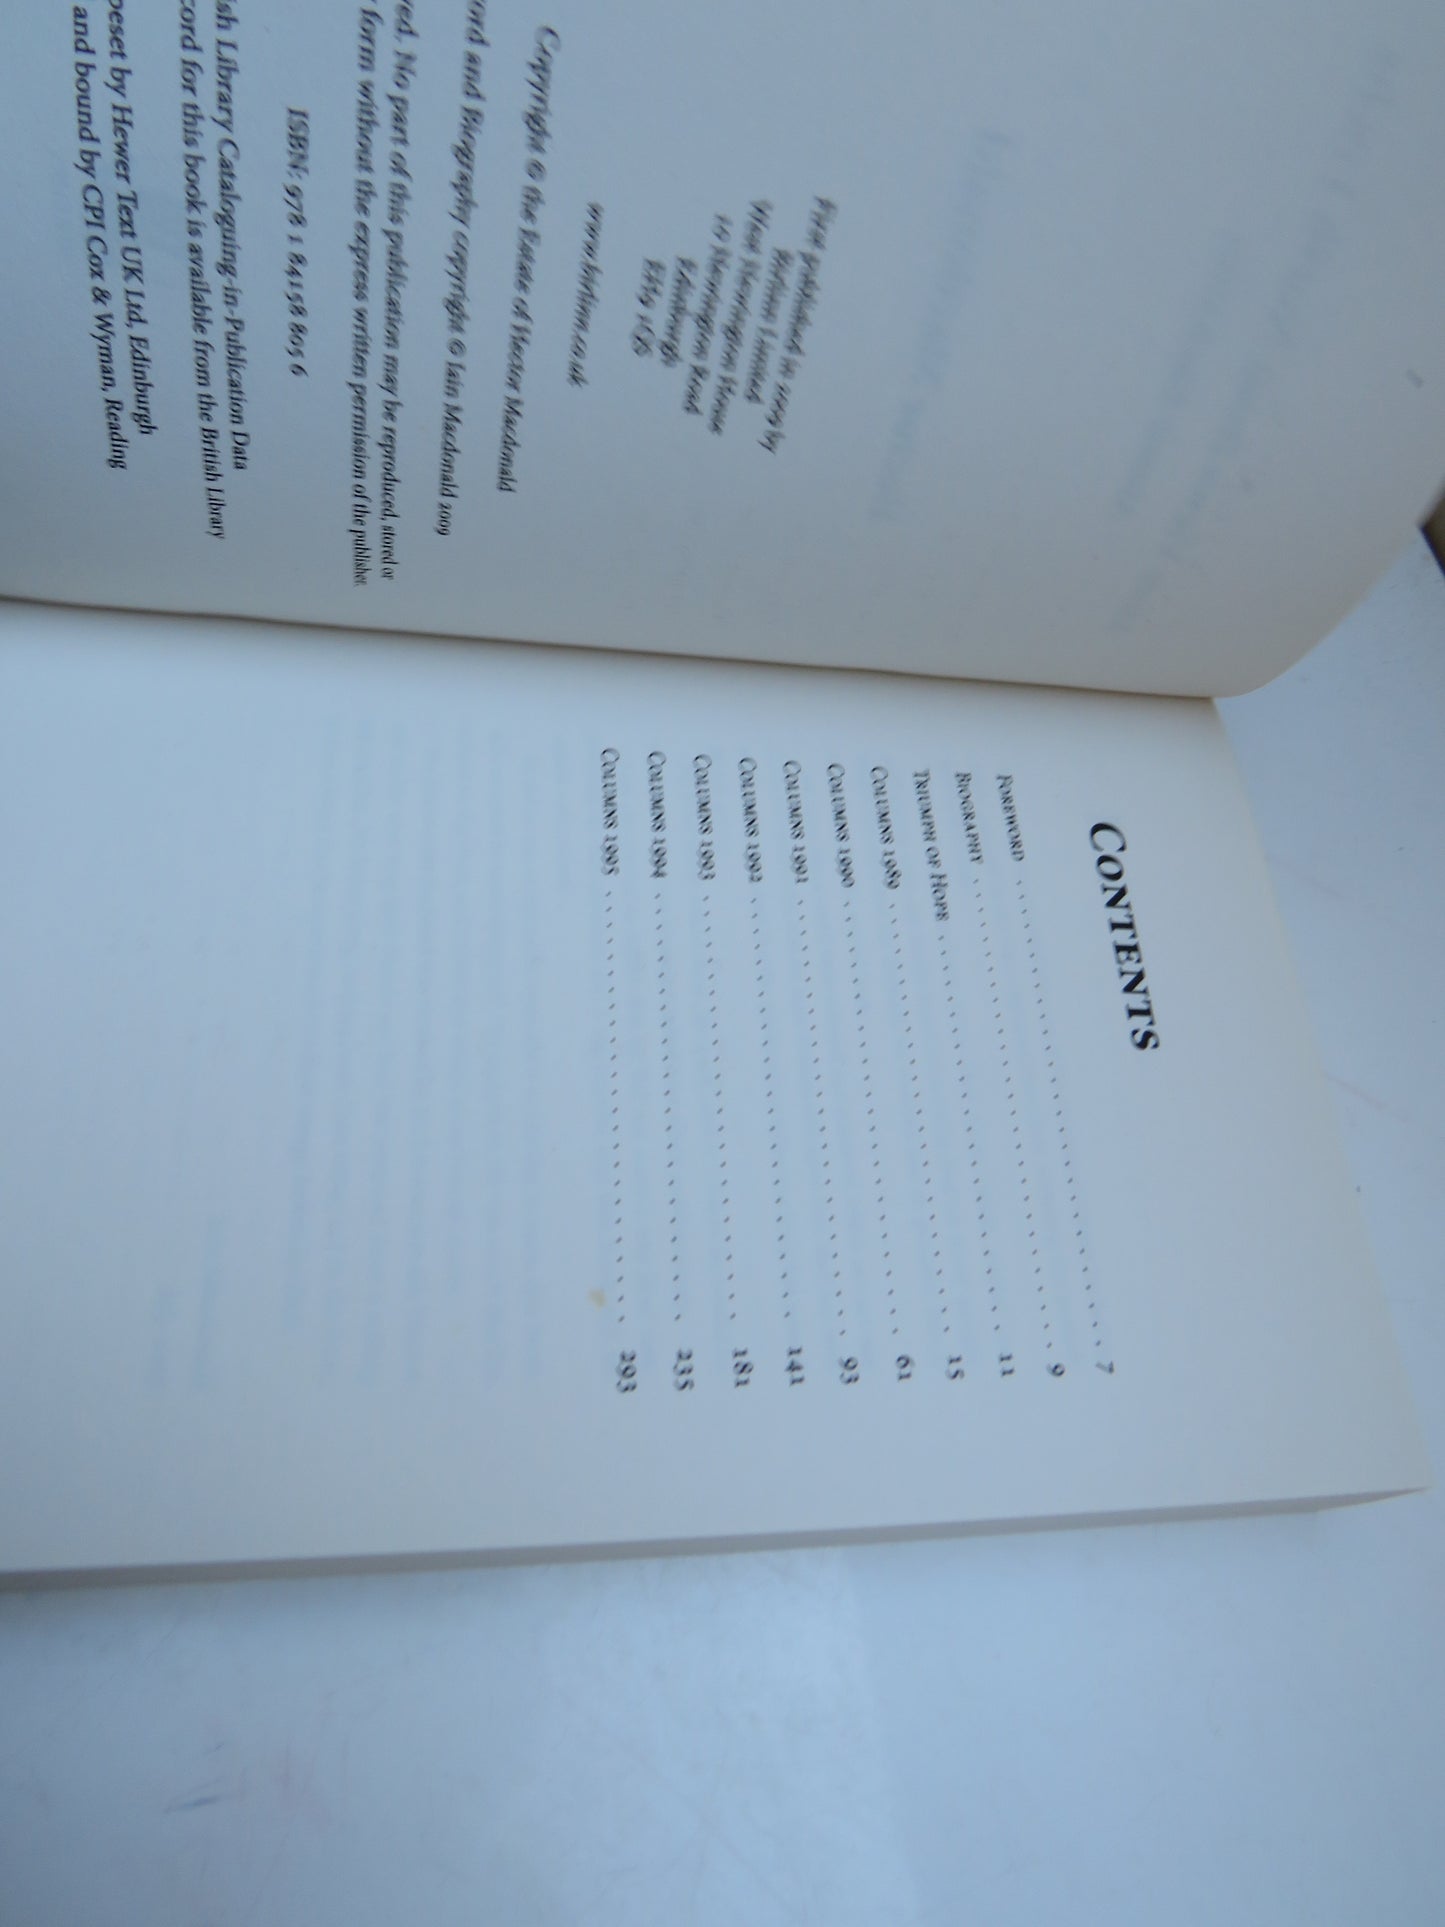 First published in 2009 by
Birlinn Limited
West Newington House
10 Newington Road
Edinburgh
EH9 1QS
www.birlinn.co.uk
Copyright © the Estate of Hector Macdonald
ord and Biography copyright © Iain Macdonald 2009
ved. No part of this publication may be reproduced, stored or
form without the express written permission of the publisher.
ISBN: 978 1 84158 805 6
sh Library Cataloguing-in-Publication Data
cord for this book is available from the British Library
peset by Hewer Text UK Ltd, Edinburgh
and bound by CPI Cox & Wyman, Reading
CONTENTS
FOREWORD . . . . . . . . . . . . . . . . . . . . . . . . . . 7
BIOGRAPHY . . . . . . . . . . . . . . . . . . . . . . . . . . 9
TRIUMPH OF HOPE . . . . . . . . . . . . . . . . . . . . . . 11
COLUMNS 1989 . . . . . . . . . . . . . . . . . . . . . . . . 15
COLUMNS 1990 . . . . . . . . . . . . . . . . . . . . . . . . 61
COLUMNS 1991 . . . . . . . . . . . . . . . . . . . . . . . . 93
COLUMNS 1992 . . . . . . . . . . . . . . . . . . . . . . . . 141
COLUMNS 1993 . . . . . . . . . . . . . . . . . . . . . . . . 181
COLUMNS 1994 . . . . . . . . . . . . . . . . . . . . . . . . 235
COLUMNS 1995 . . . . . . . . . . . . . . . . . . . . . . . . 293